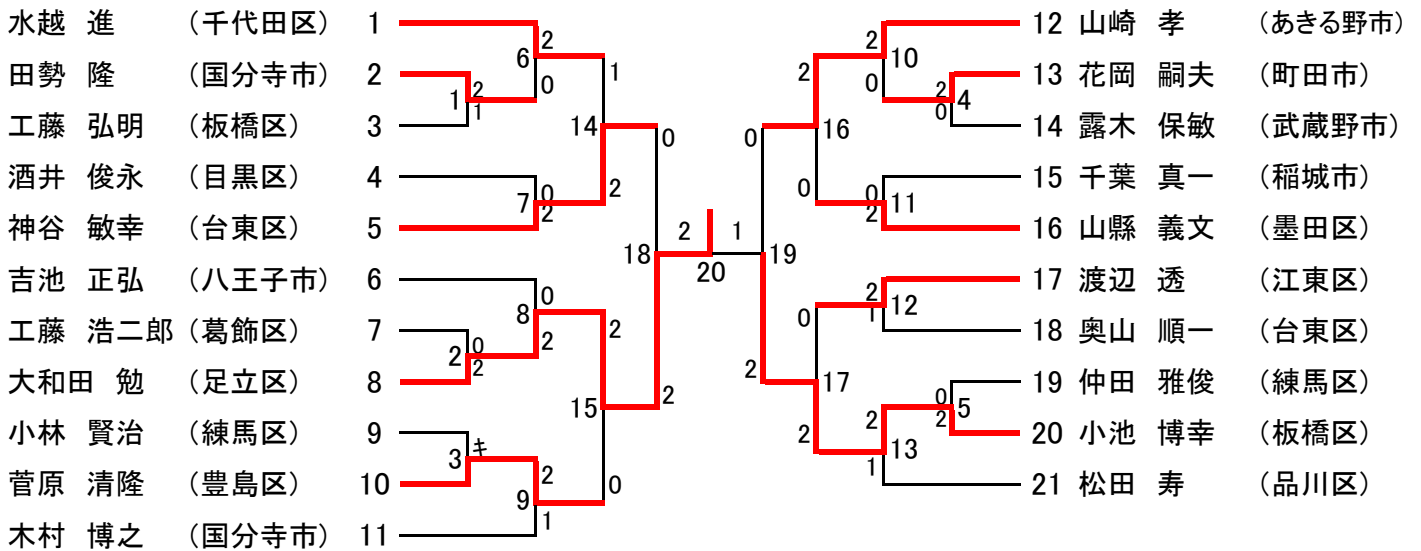 水越 進 （千代田区） 1
田勢 隆 （国分寺市） 2
工藤 弘明 （板橋区） 3
酒井 俊永 （目黒区） 4
神谷 敏幸 （台東区） 5
吉池 正弘 （八王子市） 6
工藤 浩二郎 （葛飾区） 7
大和田 勉 （足立区） 8
小林 賢治 （練馬区） 9
菅原 清隆 （豊島区） 10
木村 博之 （国分寺市） 11
1 2 1
2 0 2
3 キ
6 2 0
7 0 2
8 0 2
9 2 1
14 1 2
15 2 0
18 0 2
20 2 1
19 0 2
16 2 0
17 0 2
10 2 0
11 0 2
12 2 1
13 2 1
4 2 0
5 0 2
12 山崎 孝 （あきる野市）
13 花岡 嗣夫 （町田市）
14 露木 保敏 （武蔵野市）
15 千葉 真一 （稲城市）
16 山縣 義文 （墨田区）
17 渡辺 透 （江東区）
18 奥山 順一 （台東区）
19 仲田 雅俊 （練馬区）
20 小池 博幸 （板橋区）
21 松田 寿 （品川区）